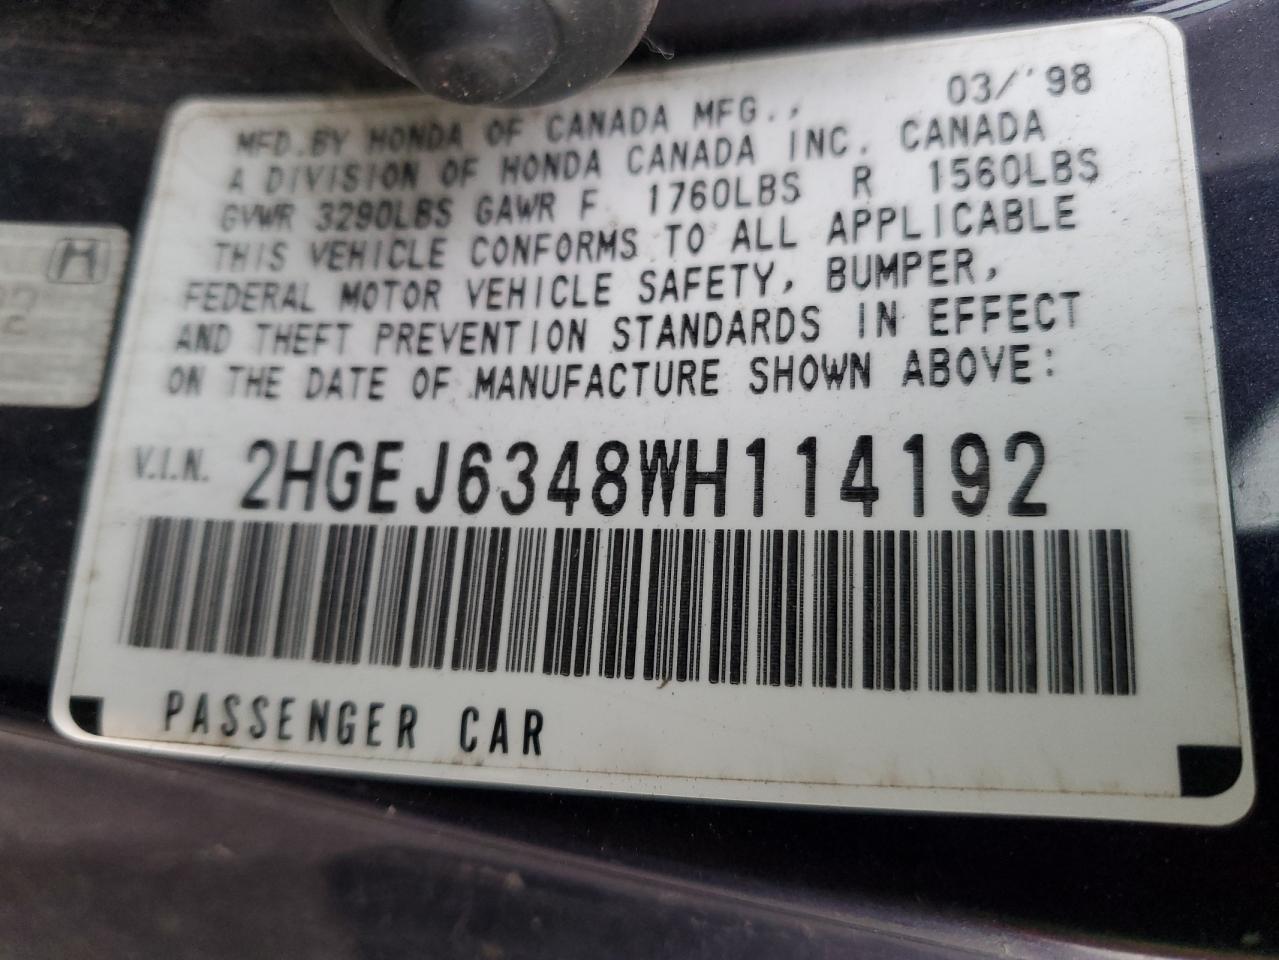 03/'98
MFD.BY HONDA OF CANADA MFG.,
A DIVISION OF HONDA CANADA INC. CANADA
GVWR 3290LBS GAWR F 1760LBS R 1560LBS
THIS VEHICLE CONFORMS TO ALL APPLICABLE
FEDERAL MOTOR VEHICLE SAFETY, BUMPER,
AND THEFT PREVENTION STANDARDS IN EFFECT
ON THE DATE OF MANUFACTURE SHOWN ABOVE:
V.I.N. 2HGEJ6348WH114192
PASSENGER CAR